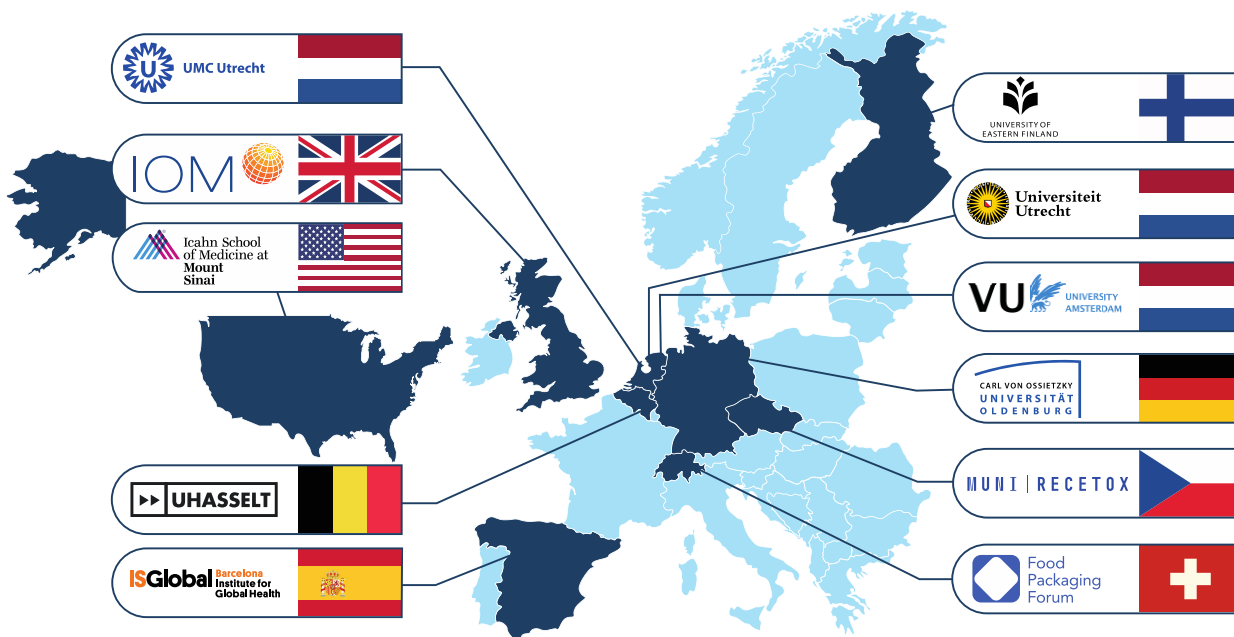 U
UMC Utrecht
IOM
Icahn School
of Medicine at
Mount
Sinai
UHASSELT
ISGlobal
Barcelona
Institute for
Global Health
UNIVERSITY OF
EASTERN FINLAND
Universiteit
Utrecht
VU
UNIVERSITY
AMSTERDAM
CARL VON OSSIETZKY
UNIVERSITÄT
OLDENBURG
MUNI | RECETOX
Food
Packaging
Forum